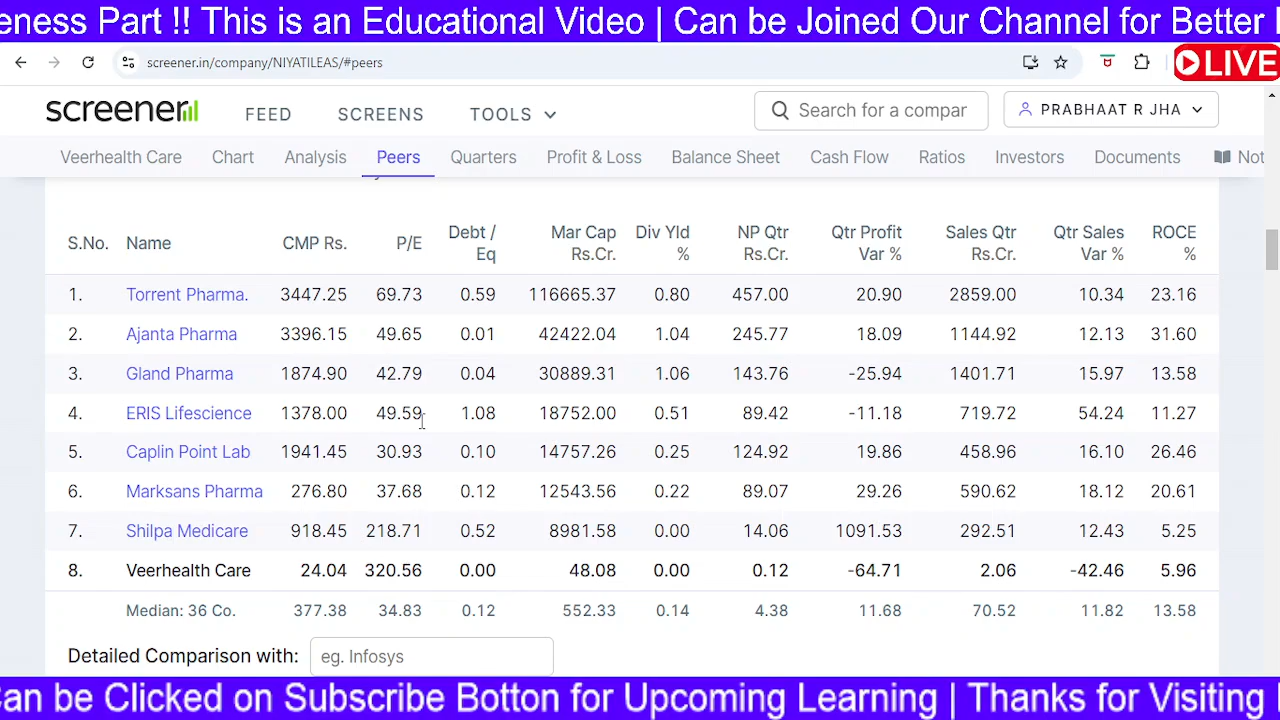 eness Part !! This is an Educational Video | Can be Joined Our Channel for Better
screener.in/company/NIYATILEAS/#peers
LIVE
screener FEED SCREENS TOOLS Search for a compar PRABHAAT R JHA
Veerhealth Care Chart Analysis Peers Quarters Profit & Loss Balance Sheet Cash Flow Ratios Investors Documents Not
S.No. Name CMP Rs. P/E Debt / Eq Mar Cap Rs.Cr. Div Yld % NP Qtr Rs.Cr. Qtr Profit Var % Sales Qtr Rs.Cr. Qtr Sales Var % ROCE %
1. Torrent Pharma. 3447.25 69.73 0.59 116665.37 0.80 457.00 20.90 2859.00 10.34 23.16
2. Ajanta Pharma 3396.15 49.65 0.01 42422.04 1.04 245.77 18.09 1144.92 12.13 31.60
3. Gland Pharma 1874.90 42.79 0.04 30889.31 1.06 143.76 -25.94 1401.71 15.97 13.58
4. ERIS Lifescience 1378.00 49.59 1.08 18752.00 0.51 89.42 -11.18 719.72 54.24 11.27
5. Caplin Point Lab 1941.45 30.93 0.10 14757.26 0.25 124.92 19.86 458.96 16.10 26.46
6. Marksans Pharma 276.80 37.68 0.12 12543.56 0.22 89.07 29.26 590.62 18.12 20.61
7. Shilpa Medicare 918.45 218.71 0.52 8981.58 0.00 14.06 1091.53 292.51 12.43 5.25
8. Veerhealth Care 24.04 320.56 0.00 48.08 0.00 0.12 -64.71 2.06 -42.46 5.96
Median: 36 Co. 377.38 34.83 0.12 552.33 0.14 4.38 11.68 70.52 11.82 13.58
Detailed Comparison with: eg. Infosys
Can be Clicked on Subscribe Botton for Upcoming Learning | Thanks for Visiting